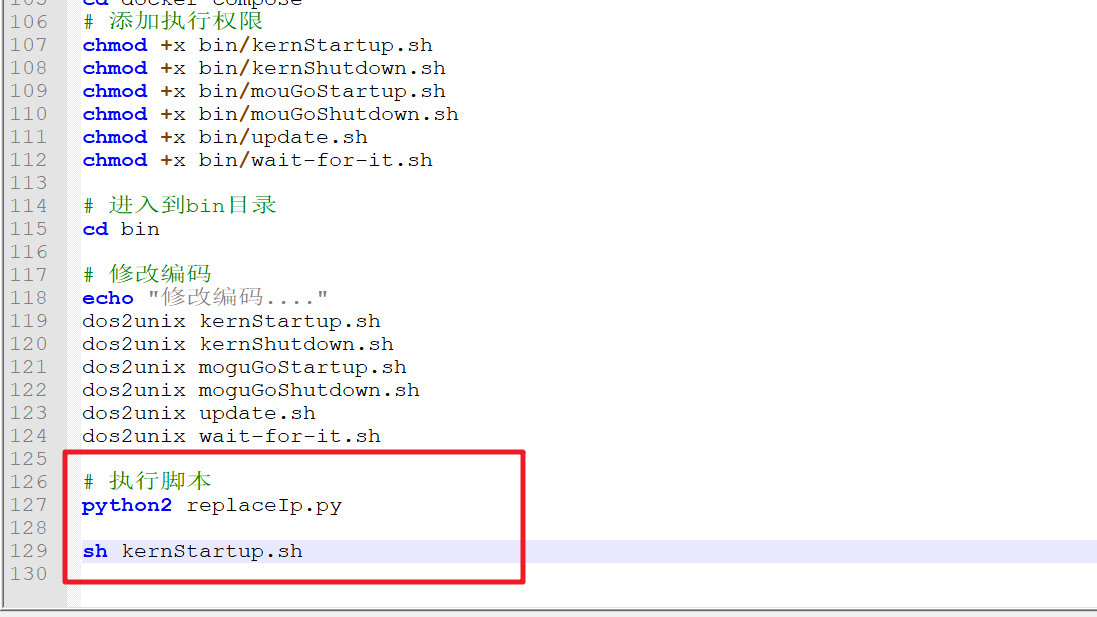 105 cd docker-compose
106 # 添加执行权限
107 chmod +x bin/kernStartup.sh
108 chmod +x bin/kernShutdown.sh
109 chmod +x bin/mouGoStartup.sh
110 chmod +x bin/mouGoShutdown.sh
111 chmod +x bin/update.sh
112 chmod +x bin/wait-for-it.sh
113
114 # 进入到bin目录
115 cd bin
116
117 # 修改编码
118 echo "修改编码...."
119 dos2unix kernStartup.sh
120 dos2unix kernShutdown.sh
121 dos2unix moguGoStartup.sh
122 dos2unix moguGoShutdown.sh
123 dos2unix update.sh
124 dos2unix wait-for-it.sh
125
126 # 执行脚本
127 python2 replaceIp.py
128
129 sh kernStartup.sh
130